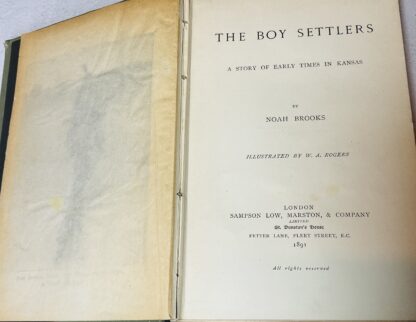 THE BOY SETTLERS
A STORY OF EARLY TIMES IN KANSAS
BY
NOAH BROOKS
ILLUSTRATED BY W. A. ROGERS
LONDON
SAMPSON LOW, MARSTON, & COMPANY
LIMITED
St. Dunstan's House
FETTER LANE, FLEET STREET, E.C.
1891
All rights reserved